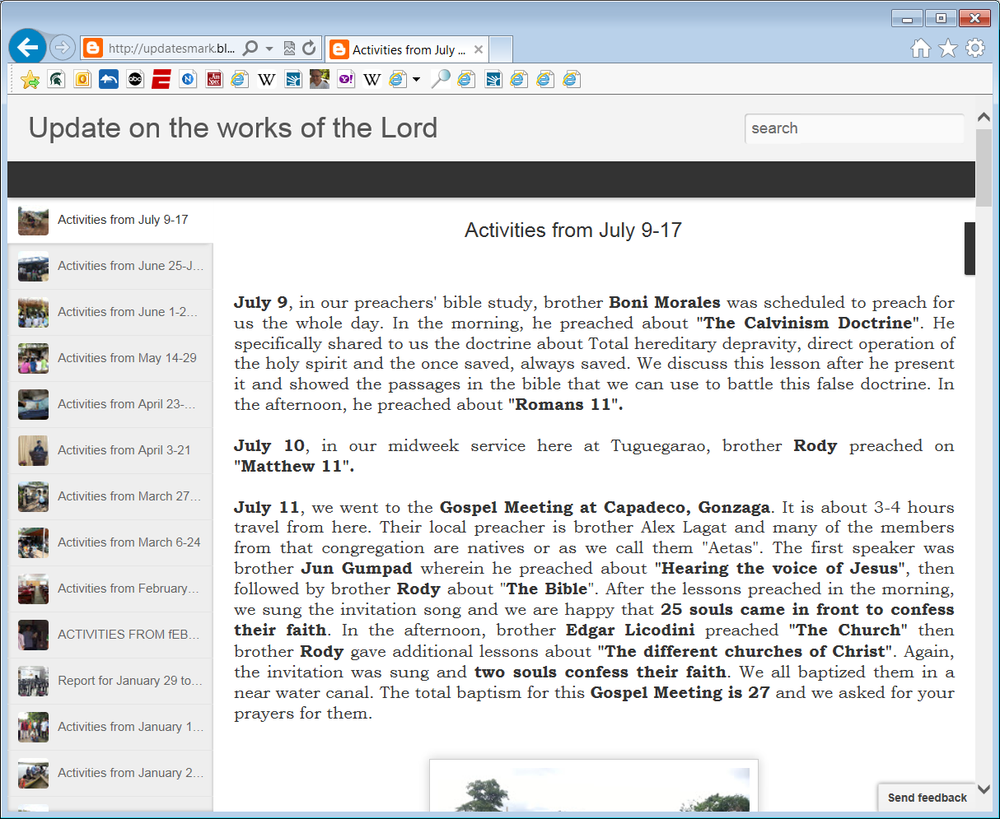 http://updatesmark.bl...
Activities from July ...
abc
W
N
Am
Spec
Y!
W
Update on the works of the Lord
search
Activities from July 9-17
Activities from June 25-J...
Activities from June 1-2...
Activities from May 14-29
Activities from April 23-...
Activities from April 3-21
Activities from March 27...
Activities from March 6-24
Activities from February...
ACTIVITIES FROM fEB...
Report for January 29 to...
Activities from January 1...
Activities from January 2...
Activities from July 9-17
July 9, in our preachers' bible study, brother Boni Morales was scheduled to preach for
us the whole day. In the morning, he preached about "The Calvinism Doctrine". He
specifically shared to us the doctrine about Total hereditary depravity, direct operation of
the holy spirit and the once saved, always saved. We discuss this lesson after he present
it and showed the passages in the bible that we can use to battle this false doctrine. In
the afternoon, he preached about "Romans 11".
July 10, in our midweek service here at Tuguegarao, brother Rody preached on
"Matthew 11".
July 11, we went to the Gospel Meeting at Capadeco, Gonzaga. It is about 3-4 hours
travel from here. Their local preacher is brother Alex Lagat and many of the members
from that congregation are natives or as we call them "Aetas". The first speaker was
brother Jun Gumpad wherein he preached about "Hearing the voice of Jesus", then
followed by brother Rody about "The Bible". After the lessons preached in the morning,
we sung the invitation song and we are happy that 25 souls came in front to confess
their faith. In the afternoon, brother Edgar Licodini preached "The Church" then
brother Rody gave additional lessons about "The different churches of Christ". Again,
the invitation was sung and two souls confess their faith. We all baptized them in a
near water canal. The total baptism for this Gospel Meeting is 27 and we asked for your
prayers for them.
Send feedback